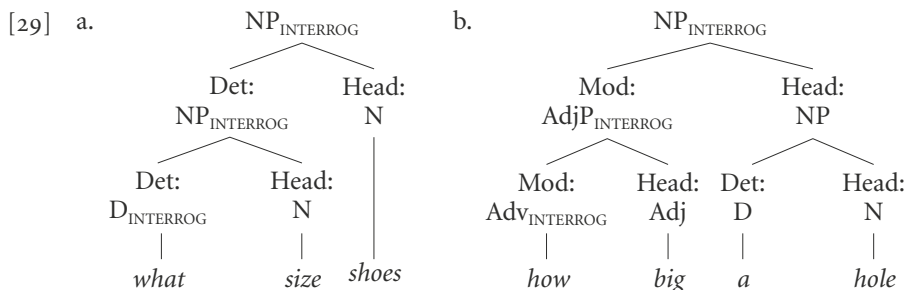 [29] a. NP_INTERROG b. NP_INTERROG
Det: Head: Mod: Head:
NP_INTERROG N AdjP_INTERROG NP
Det: Head: Mod: Head: Det: Head:
D_INTERROG N Adv_INTERROG Adj D N
what size shoes how big a hole